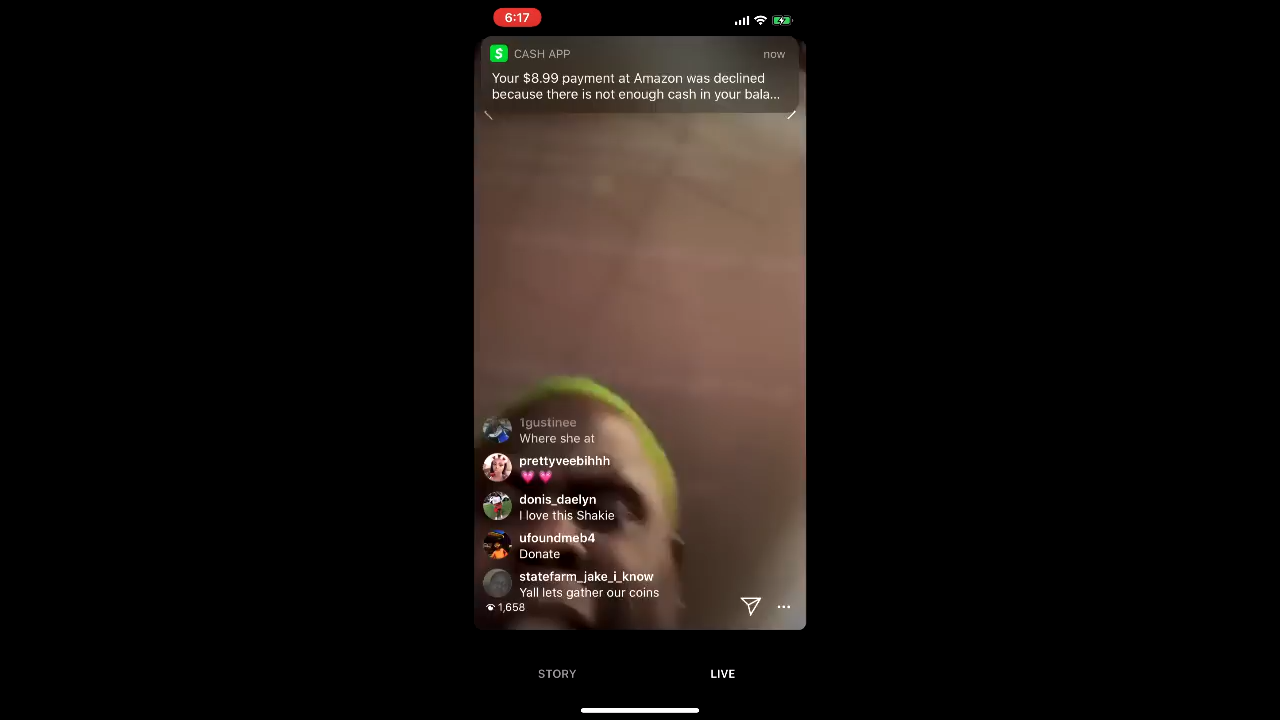 6:17
CASH APP
now
Your $8.99 payment at Amazon was declined
because there is not enough cash in your bala...
1gustinee
Where she at
prettyveebihhh
💗 💗
donis_daelyn
I love this Shakie
ufoundmeb4
Donate
statefarm_jake_i_know
Yall lets gather our coins
1,658
STORY
LIVE